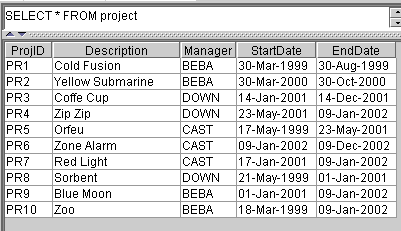 SELECT * FROM project
ProjID Description Manager StartDate EndDate
PR1 Cold Fusion BEBA 30-Mar-1999 30-Aug-1999
PR2 Yellow Submarine BEBA 30-Mar-2000 30-Oct-2000
PR3 Coffe Cup DOWN 14-Jan-2001 14-Dec-2001
PR4 Zip Zip DOWN 23-May-2001 09-Jan-2002
PR5 Orfeu CAST 17-May-1999 23-May-2001
PR6 Zone Alarm CAST 09-Jan-2002 09-Dec-2002
PR7 Red Light CAST 17-Jan-2001 09-Jan-2002
PR8 Sorbent DOWN 21-May-1999 01-Jan-2001
PR9 Blue Moon BEBA 01-Jan-2001 09-Jan-2002
PR10 Zoo BEBA 18-Mar-1999 09-Jan-2002